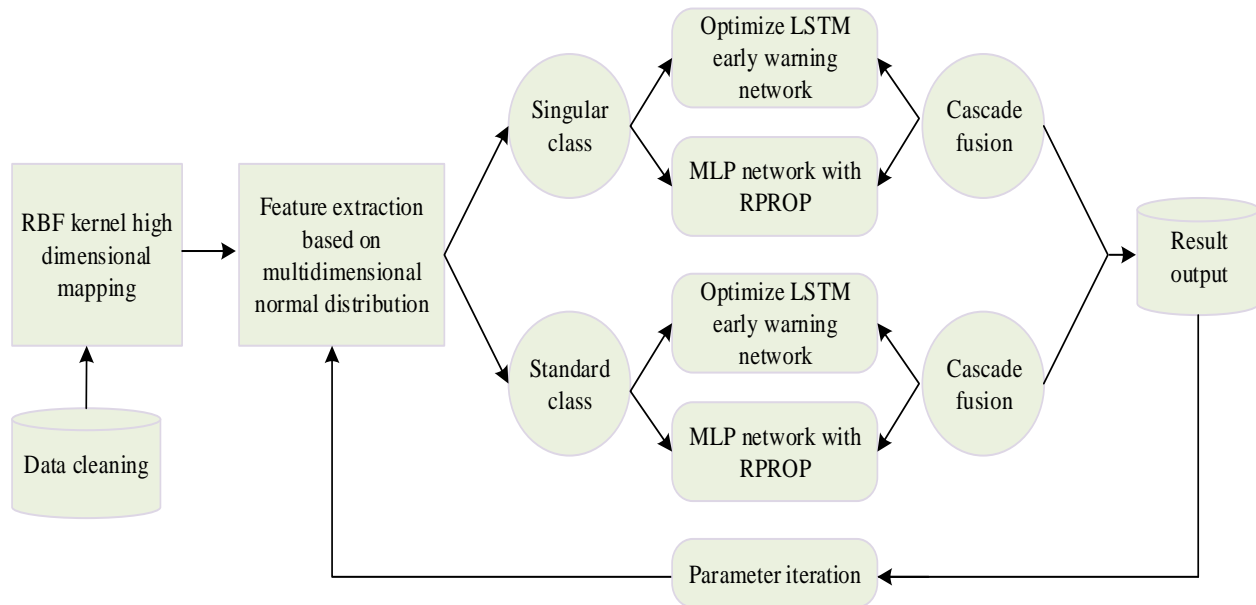 RBF kernel high
dimensional
mapping
Data cleaning
Feature extraction
based on
multidimensional
normal distribution
Singular
class
Standard
class
Optimize LSTM
early warning
network
MLP network with
RPROP
Optimize LSTM
early warning
network
MLP network with
RPROP
Cascade
fusion
Cascade
fusion
Result
output
Parameter iteration